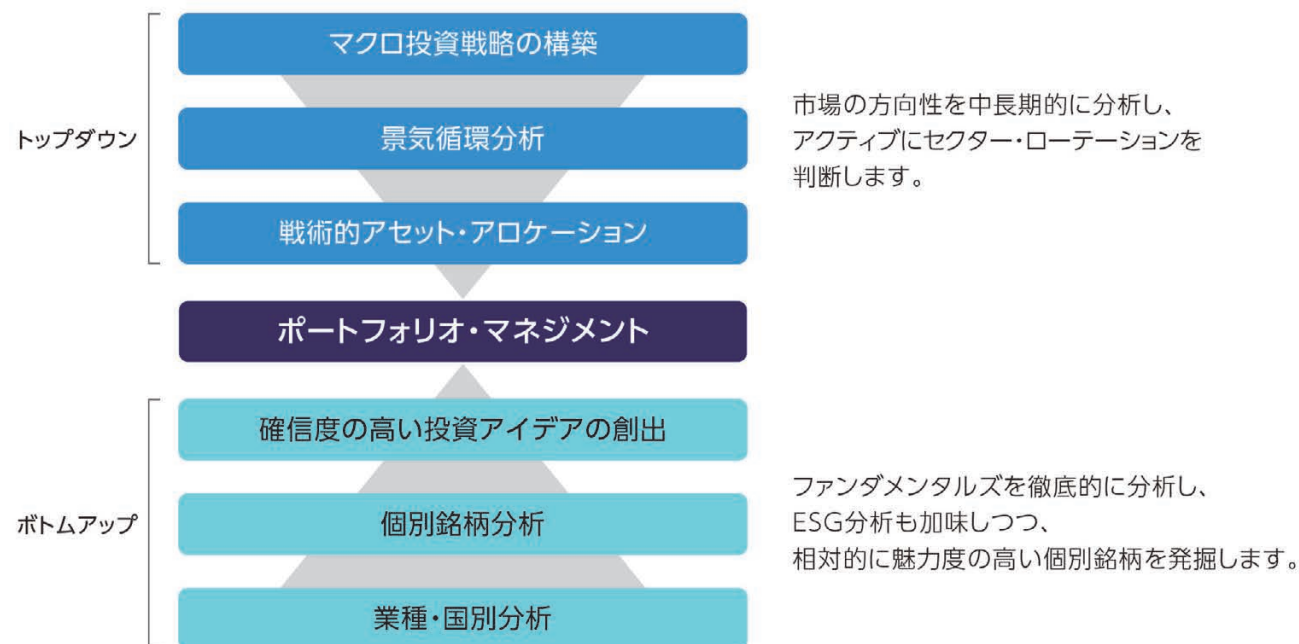 トップダウン
マクロ投資戦略の構築
景気循環分析
戦術的アセット・アロケーション
市場の方向性を中長期的に分析し、
アクティブにセクター・ローテーションを
判断します。
ポートフォリオ・マネジメント
ボトムアップ
確信度の高い投資アイデアの創出
個別銘柄分析
業種・国別分析
ファンダメンタルズを徹底的に分析し、
ESG分析も加味しつつ、
相対的に魅力度の高い個別銘柄を発掘します。